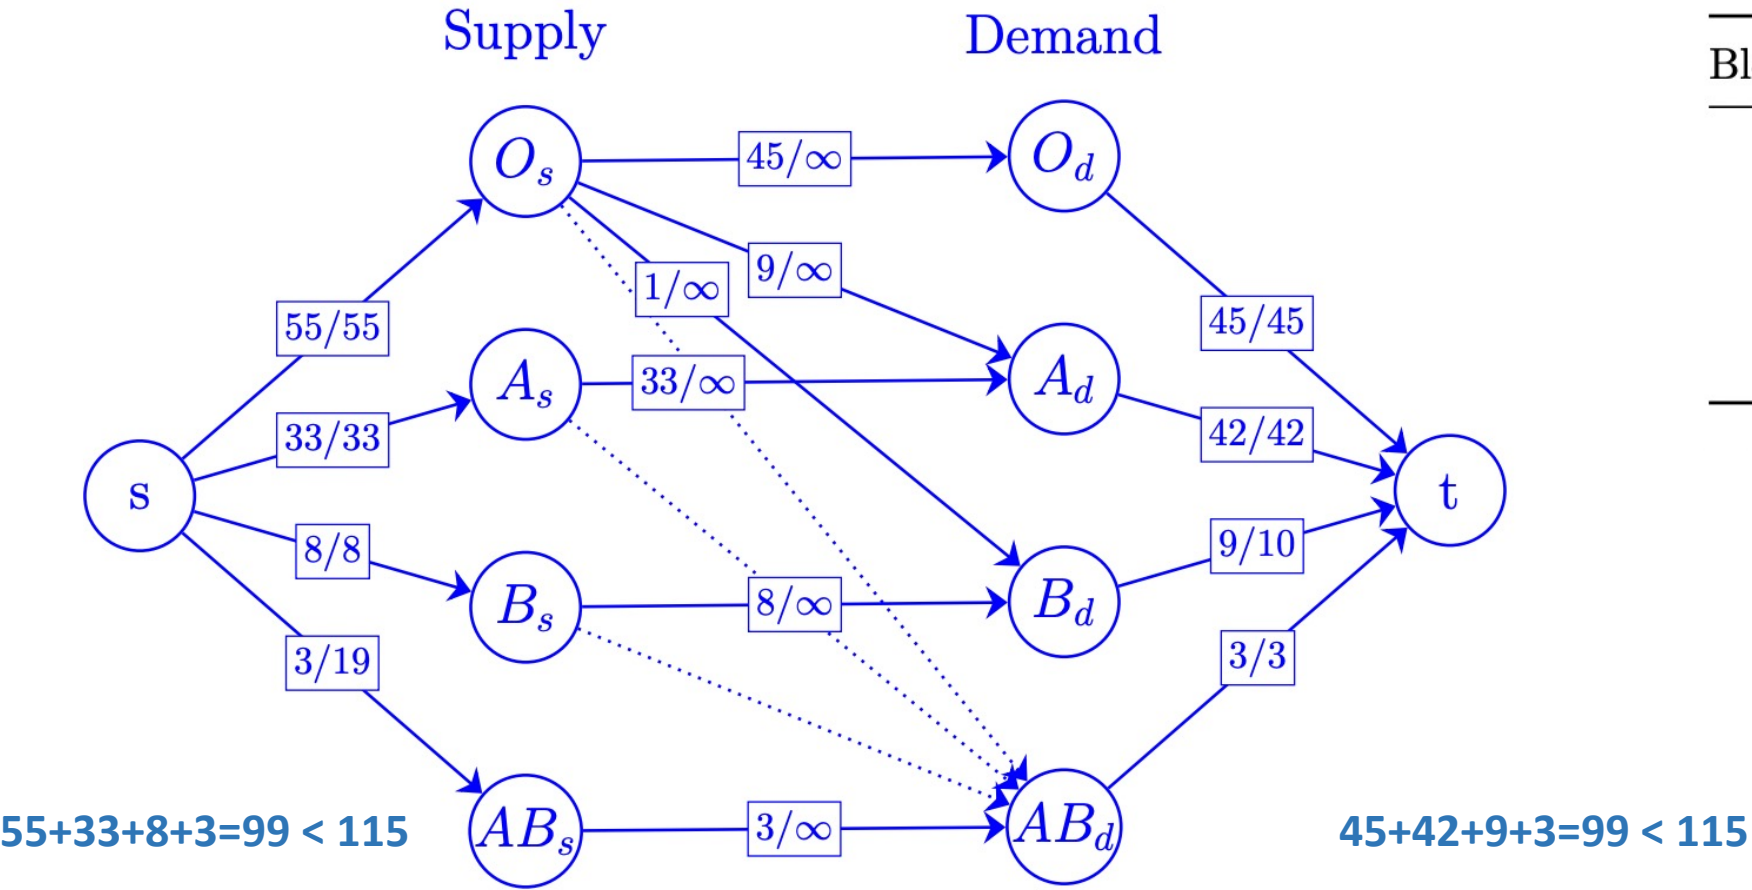 Supply
Demand
Bl
O_s
45/∞
O_d
9/∞
1/∞
55/55
45/45
A_s
33/∞
A_d
33/33
42/42
s
t
8/8
9/10
B_s
8/∞
B_d
3/19
3/3
AB_s
3/∞
AB_d
55+33+8+3=99 < 115
45+42+9+3=99 < 115